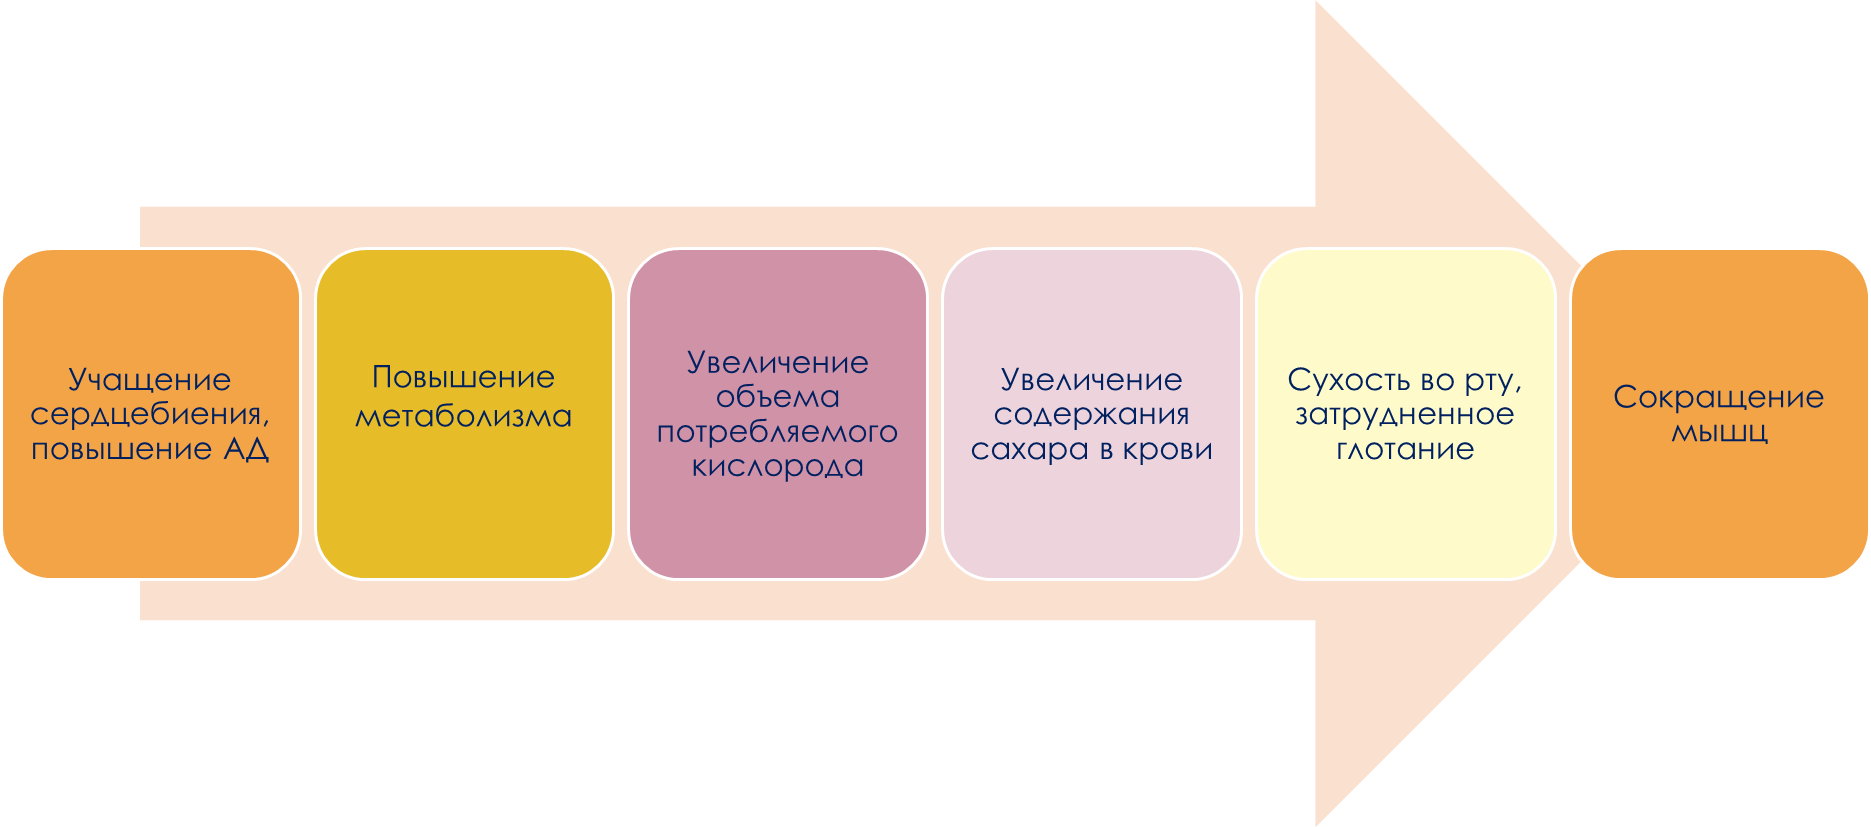 Учащение
сердцебиения,
повышение АД
Повышение
метаболизма
Увеличение
объема
потребляемого
кислорода
Увеличение
содержания
сахара в крови
Сухость во рту,
затрудненное
глотание
Сокращение
мышц